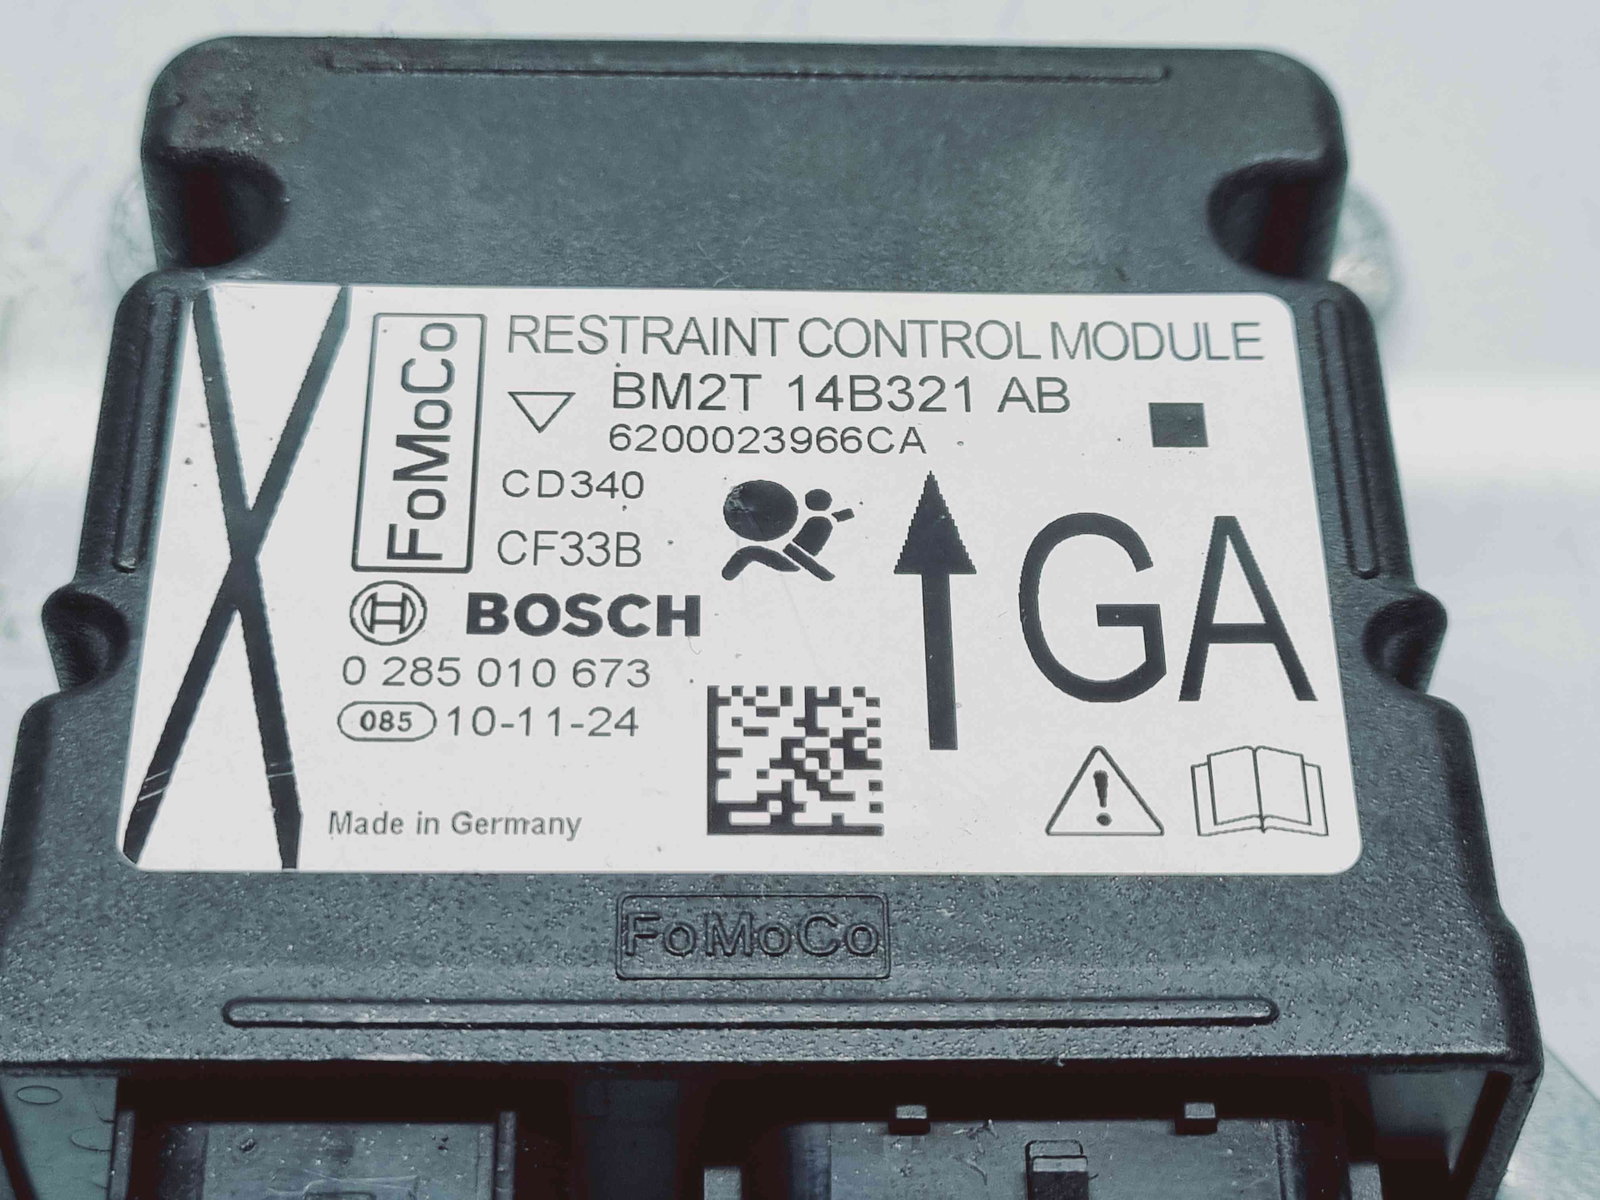 FoMoCo
RESTRAINT CONTROL MODULE
BM2T 14B321 AB
6200023966CA
CD340
CF33B
BOSCH
0 285 010 673
085 10-11-24
GA
Made in Germany
FoMoCo